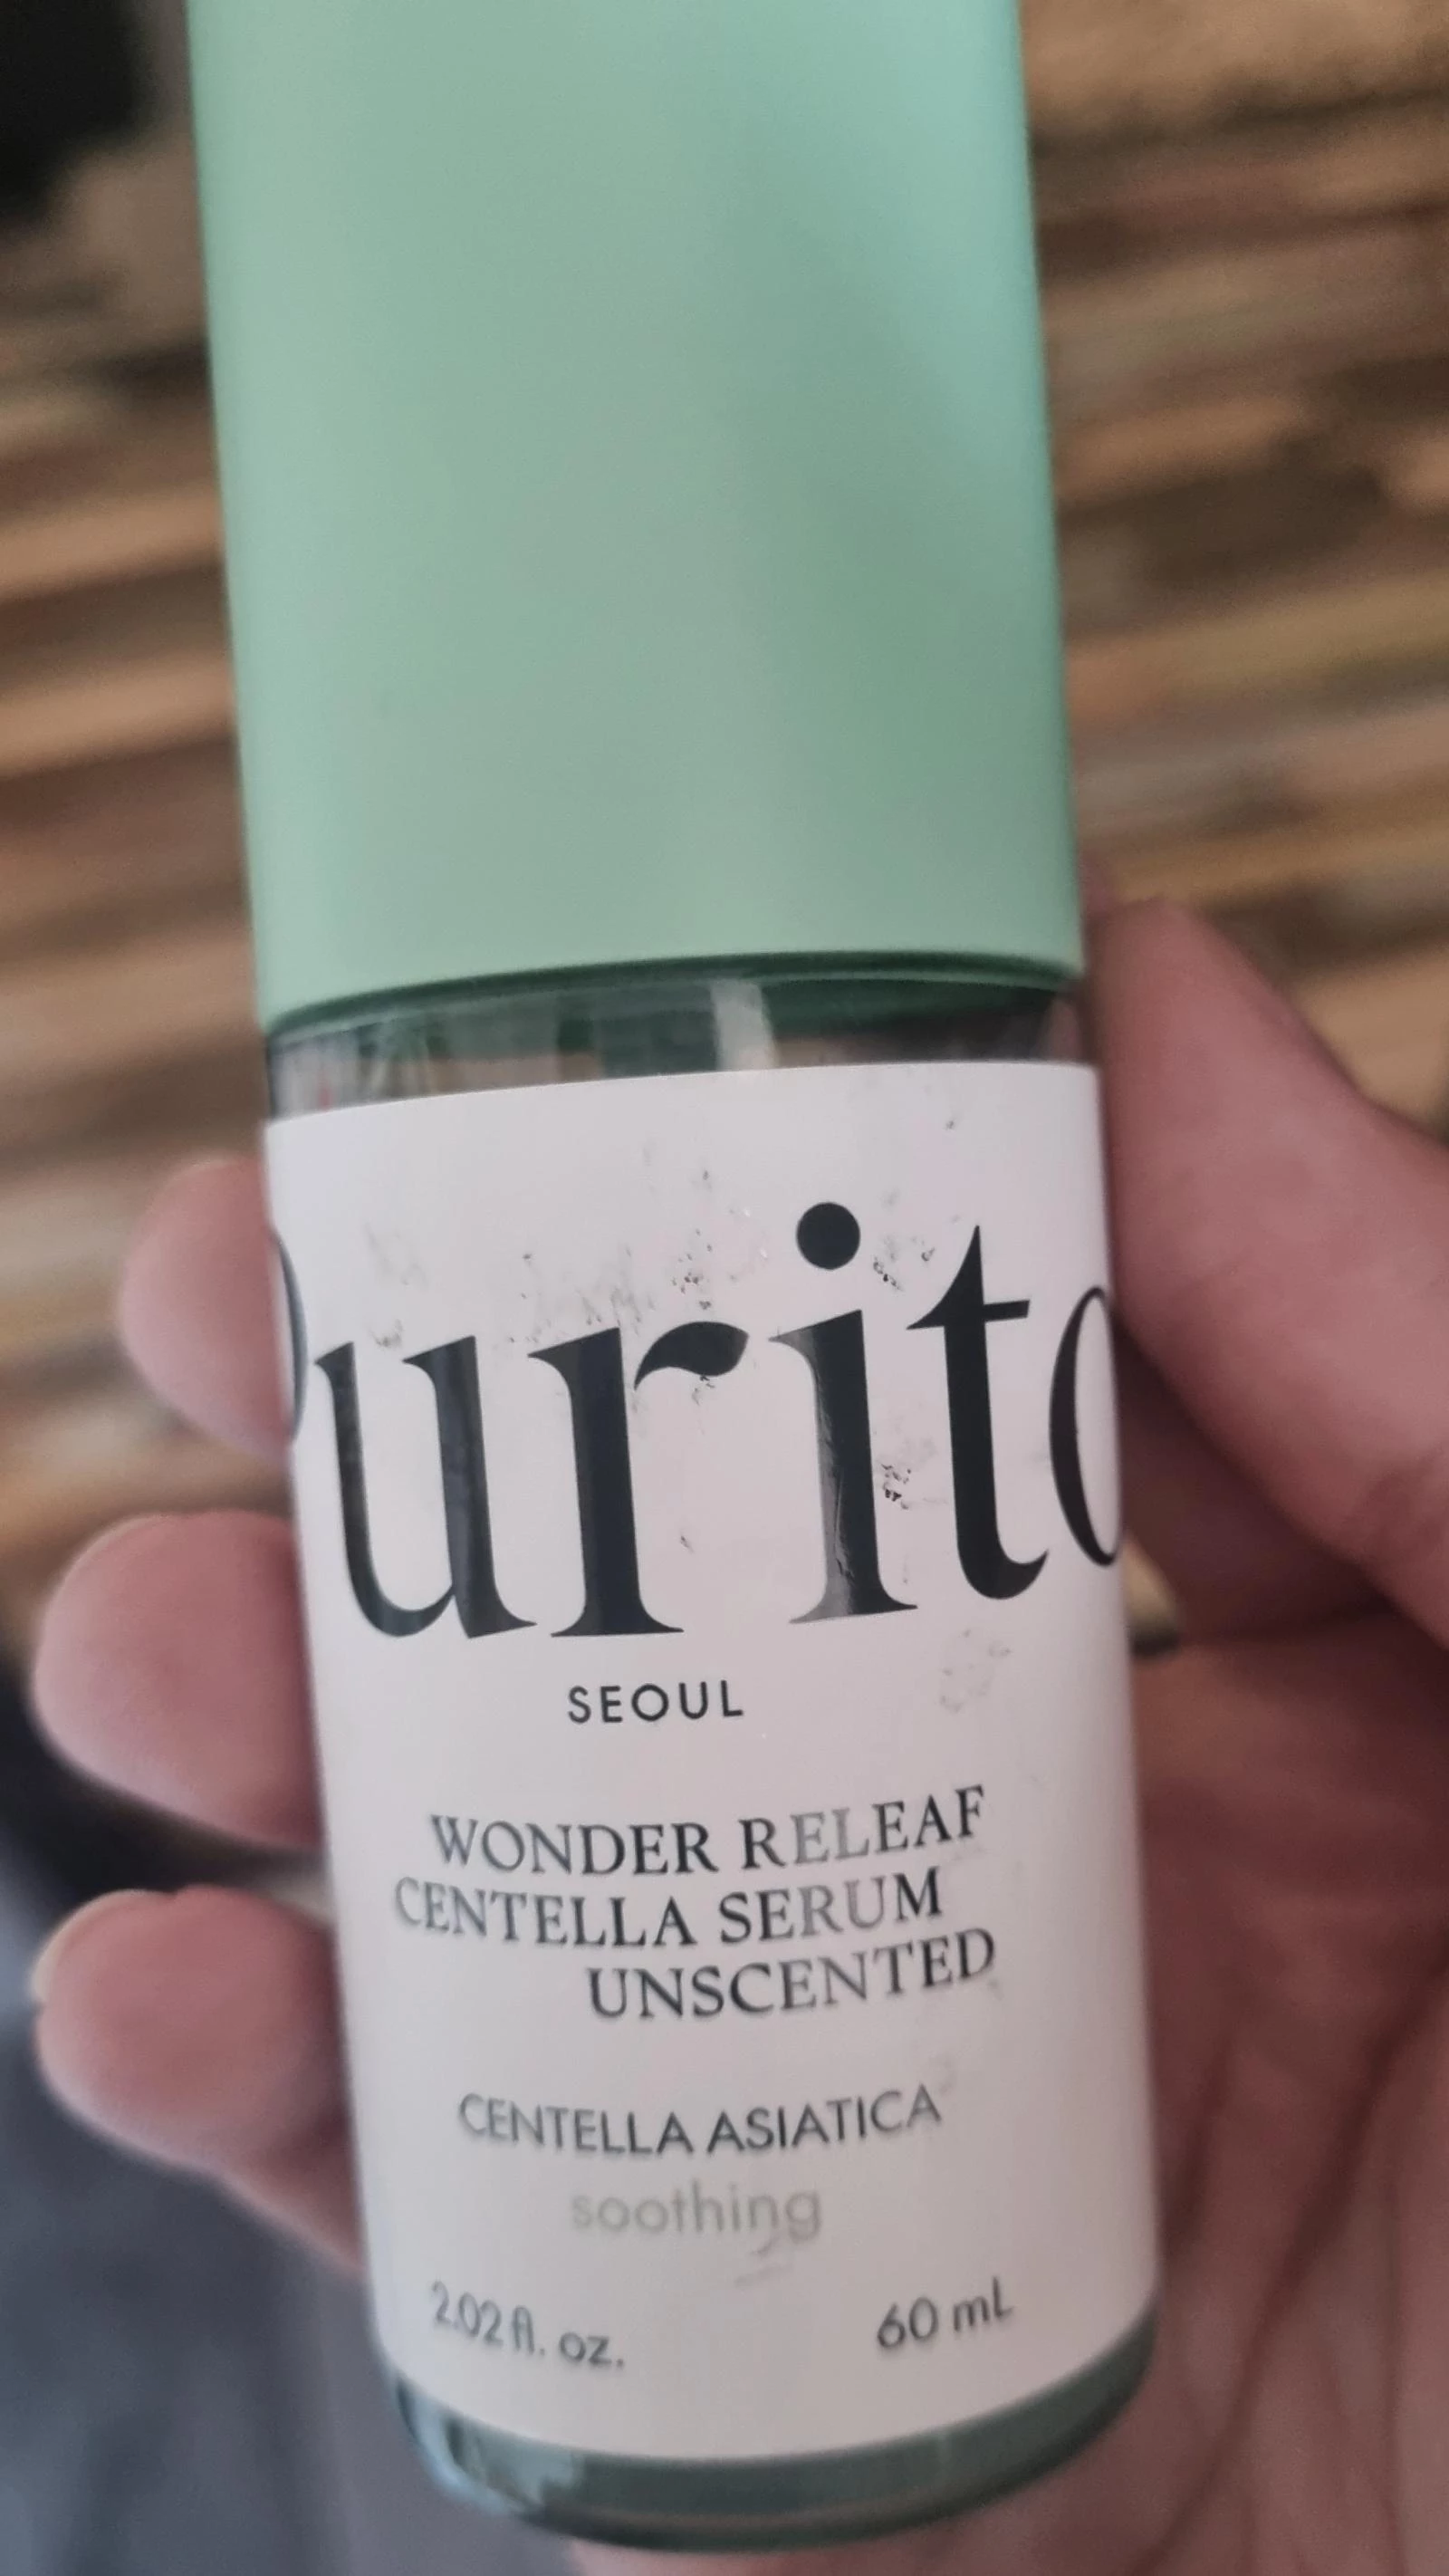 Purito
SEOUL
WONDER RELEAF
CENTELLA SERUM
UNSCENTED
CENTELLA ASIATICA
soothing
2.02 fl. oz. 60 mL